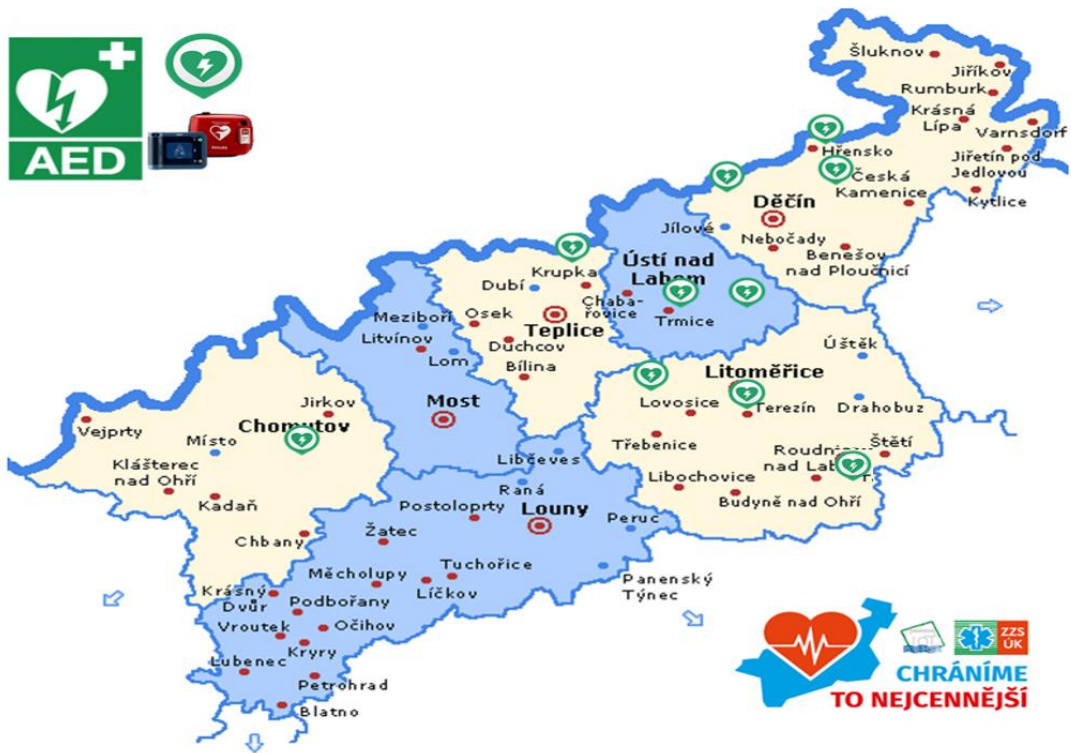 AED
Šluknov
Jiříkov
Rumburk
Krásná
Lípa
Varnsdorf
Hřensko
Jiřetín pod
Jedlovou
Česká
Kamenice
Kytlice
Děčín
Jílové
Nebočady
Benešov
nad Ploučnicí
Ústí nad
Labem
Krupka
Dubí
Chaba-
řovice
Trmice
Osek
Teplice
Duchcov
Bílina
Meziboří
Litvínov
Lom
Most
Úštěk
Litoměřice
Drahobuz
Lovosice
Terezín
Třebenice
Štětí
Roudnice
nad Lab
Libochovice
Budyně nad Ohří
Jirkov
Chomutov
Vejprty
Místo
Klášterec
nad Ohří
Kadaň
Chbany
Libčeves
Raná
Postoloprty
Louny
Peruc
Žatec
Tuchořice
Měcholupy
Líčkov
Panenský
Týnec
Krásný
Dvůr
Podbořany
Vroutek
Očihov
Kryry
Lubenec
Petrohrad
Blatno
ZZS
ÚK
CHRÁNÍME
TO NEJCENNĚJŠÍ